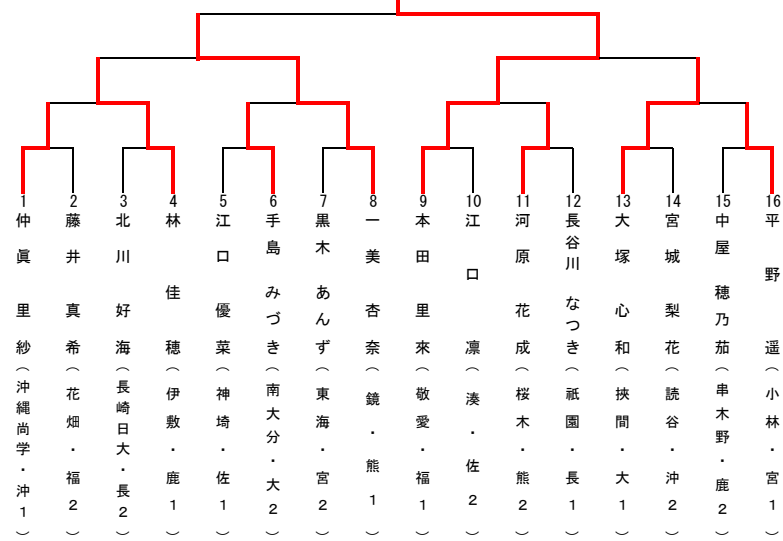 1 仲眞 里紗（沖縄尚学・沖1）
2 藤井 真希（花畑・福2）
3 北川 好海（長崎日大・長2）
4 林 佳穂（伊敷・鹿1）
5 江口 優菜（神埼・佐1）
6 手島 みづき（南大分・大2）
7 黒木 あんず（東海・宮2）
8 一美 杏奈（鏡・熊1）
9 本田 里來（敬愛・福1）
10 江口 凛（湊・佐2）
11 河原 花成（桜木・熊2）
12 長谷川 なつき（祇園・長1）
13 大塚 心和（挾間・大1）
14 宮城 梨花（読谷・沖2）
15 中屋 穂乃茄（串木野・鹿2）
16 平野 遥（小林・宮1）